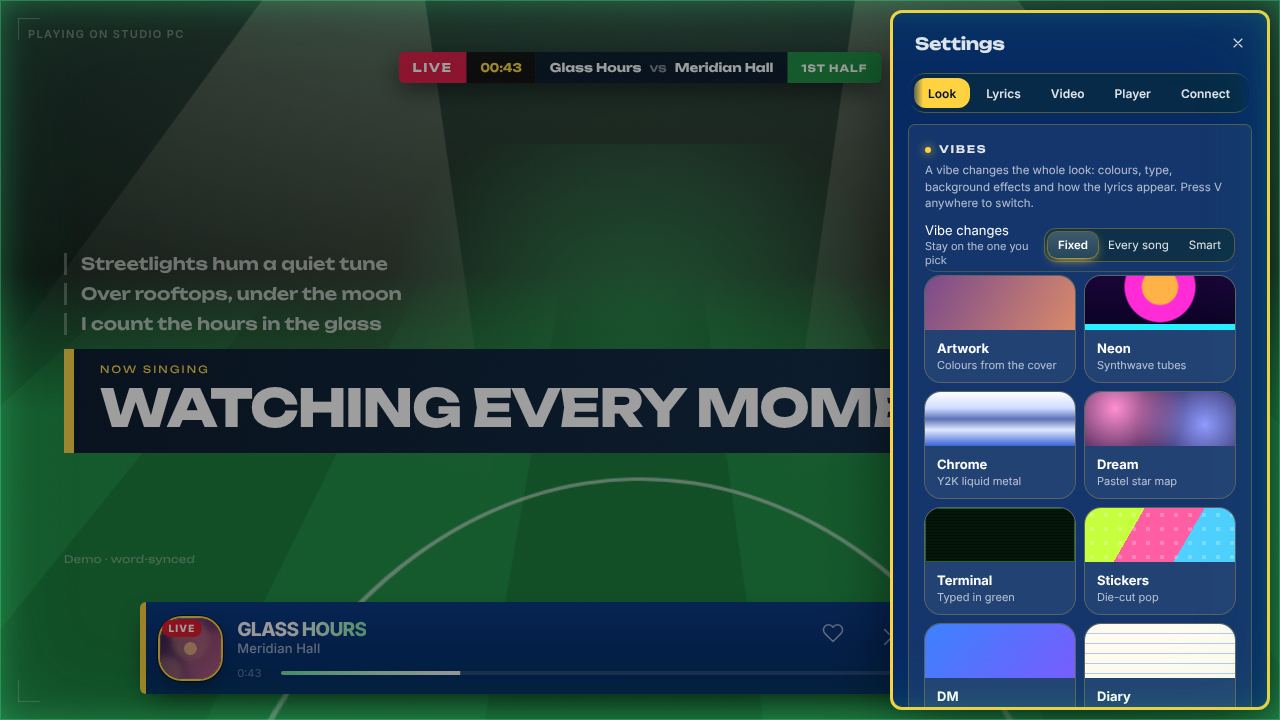 PLAYING ON STUDIO PC
LIVE 00:43 Glass Hours vs Meridian Hall 1ST HALF
Streetlights hum a quiet tune
Over rooftops, under the moon
I count the hours in the glass
NOW SINGING
WATCHING EVERY MOME
Demo · word-synced
LIVE
GLASS HOURS
Meridian Hall
0:43
Settings
Look Lyrics Video Player Connect
VIBES
A vibe changes the whole look: colours, type,
background effects and how the lyrics appear. Press V
anywhere to switch.
Vibe changes
Stay on the one you
pick
Fixed Every song Smart
Artwork
Colours from the cover
Neon
Synthwave tubes
Chrome
Y2K liquid metal
Dream
Pastel star map
Terminal
Typed in green
Stickers
Die-cut pop
DM
Diary